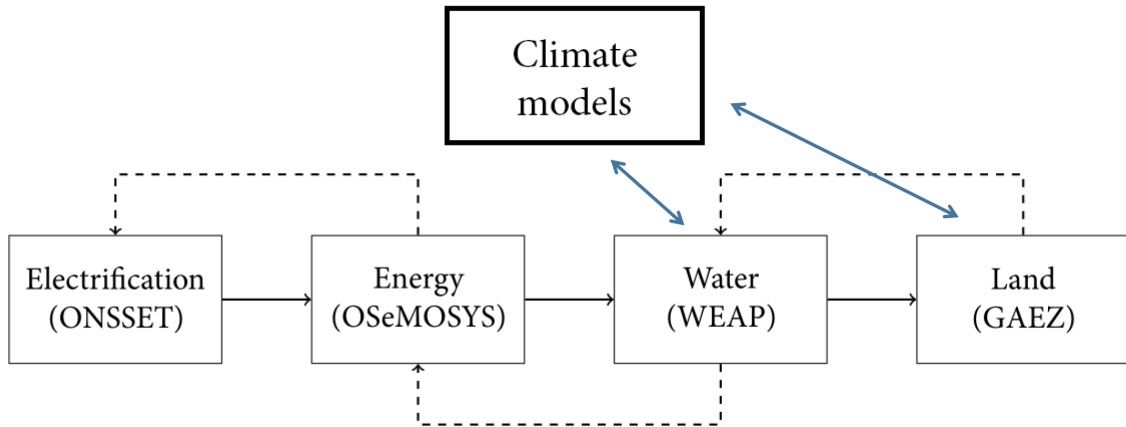 Climate
models
Electrification
(ONSSET)
Energy
(OSeMOSYS)
Water
(WEAP)
Land
(GAEZ)